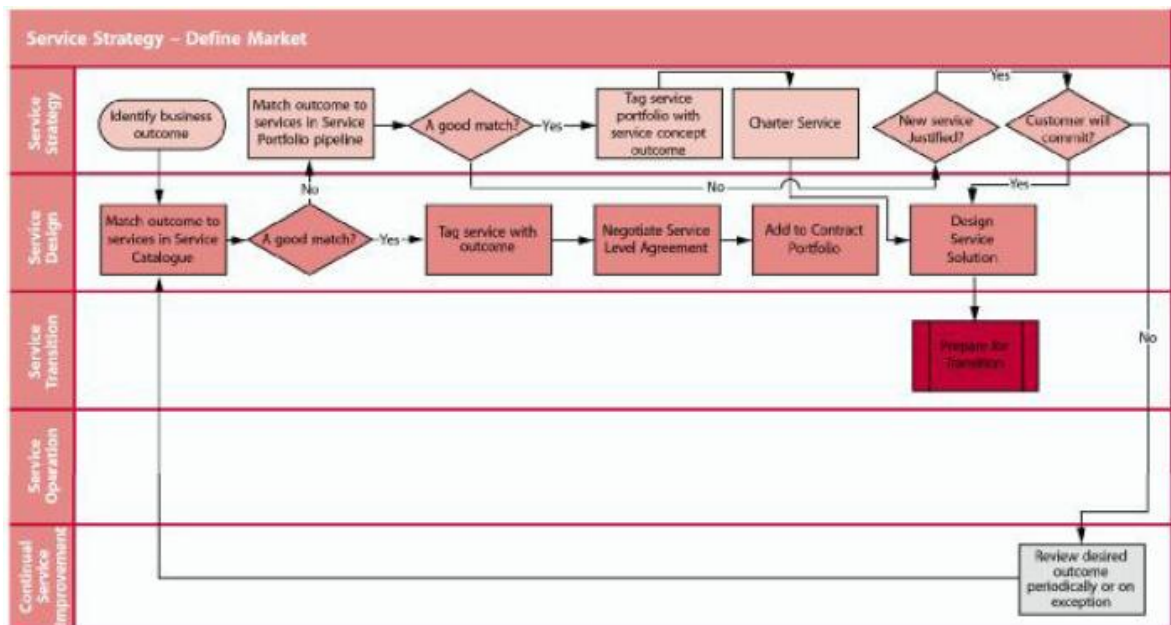 Service Strategy – Define Market
Service
Strategy
Identify business
outcome
Match outcome to
services in Service
Portfolio pipeline
A good match?
Yes
Tag service
portfolio with
service concept
outcome
Charter Service
New service
Justified?
Yes
Customer will
commit?
No
No
Yes
Service
Design
Match outcome to
services in Service
Catalogue
A good match?
Yes
Tag service with
outcome
Negotiate Service
Level Agreement
Add to Contract
Portfolio
Design
Service
Solution
Service
Transition
Prepare for
Transition
No
Service
Oparation
Continual
Service
Improvement
Review desired
outcome
periodically or on
exception